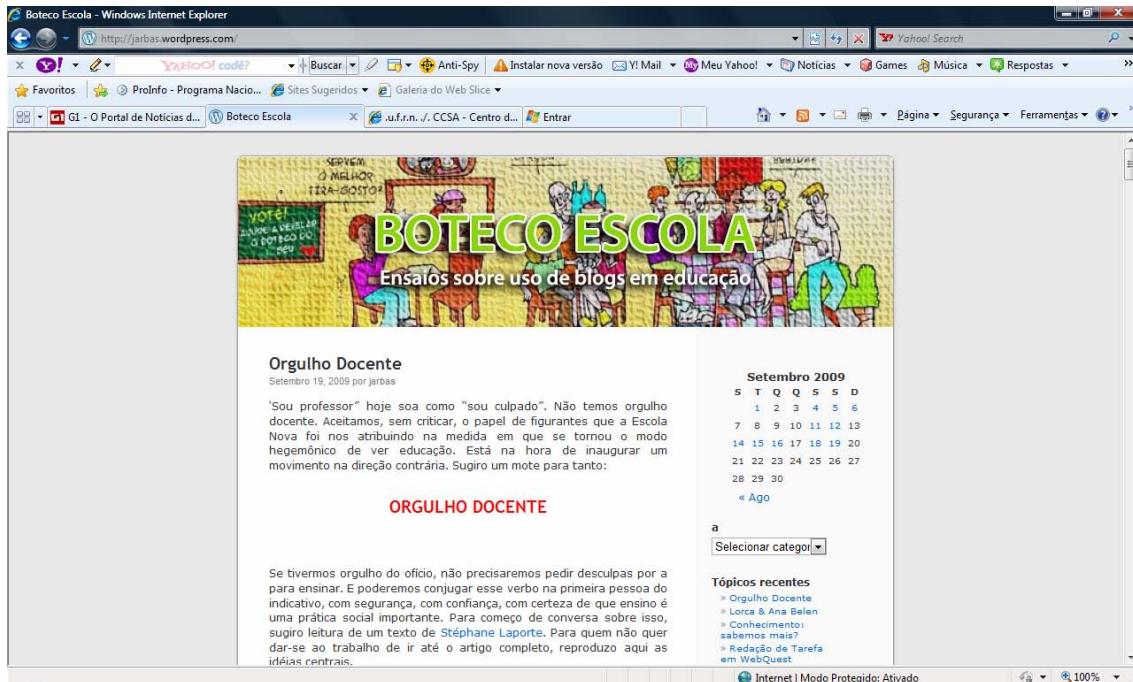 Boteco Escola - Windows Internet Explorer
http://jarbas.wordpress.com/
Yahoo! Search
YAHOO! cadê?
Buscar
Anti-Spy
Instalar nova versão
Y! Mail
Meu Yahoo!
Notícias
Games
Música
Respostas
»
Favoritos
ProInfo - Programa Nacio...
Sites Sugeridos
Galeria do Web Slice
G1 - O Portal de Notícias d...
Boteco Escola
.u.f.r.n. ./. CCSA - Centro d...
Entrar
Página
Segurança
Ferramentas
SERVEM
O MELHOR
TIRA-GOSTO
VOTE!
BOTECO ESCOLA
Ensaios sobre uso de blogs em educação
Orgulho Docente
Setembro 19, 2009 por jarbas
‘Sou professor” hoje soa como “sou culpado”. Não temos orgulho
docente. Aceitamos, sem criticar, o papel de figurantes que a Escola
Nova foi nos atribuindo na medida em que se tornou o modo
hegemônico de ver educação. Está na hora de inaugurar um
movimento na direção contrária. Sugiro um mote para tanto:
ORGULHO DOCENTE
Se tivermos orgulho do ofício, não precisaremos pedir desculpas por a
para ensinar. E poderemos conjugar esse verbo na primeira pessoa do
indicativo, com segurança, com confiança, com certeza de que ensino é
uma prática social importante. Para começo de conversa sobre isso,
sugiro leitura de um texto de Stéphane Laporte. Para quem não quer
dar-se ao trabalho de ir até o artigo completo, reproduzo aqui as
idéias centrais.
Setembro 2009
S T Q Q S S D
1 2 3 4 5 6
7 8 9 10 11 12 13
14 15 16 17 18 19 20
21 22 23 24 25 26 27
28 29 30
« Ago
a
Selecionar categor
Tópicos recentes
» Orgulho Docente
» Lorca & Ana Belen
» Conhecimento:
sabemos mais?
» Redação de Tarefa
em WebQuest
Internet | Modo Protegido: Ativado
100%